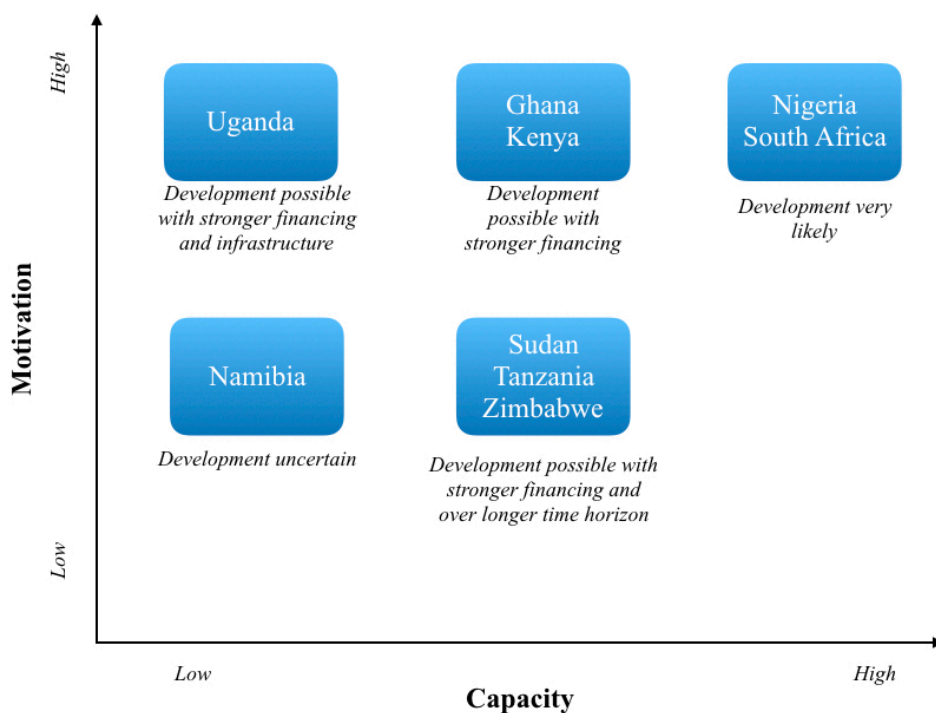 High
Uganda
Development possible
with stronger financing
and infrastructure
Ghana
Kenya
Development
possible with
stronger financing
Nigeria
South Africa
Development very
likely
Motivation
Namibia
Development uncertain
Sudan
Tanzania
Zimbabwe
Development possible with
stronger financing and
over longer time horizon
Low
Low
High
Capacity